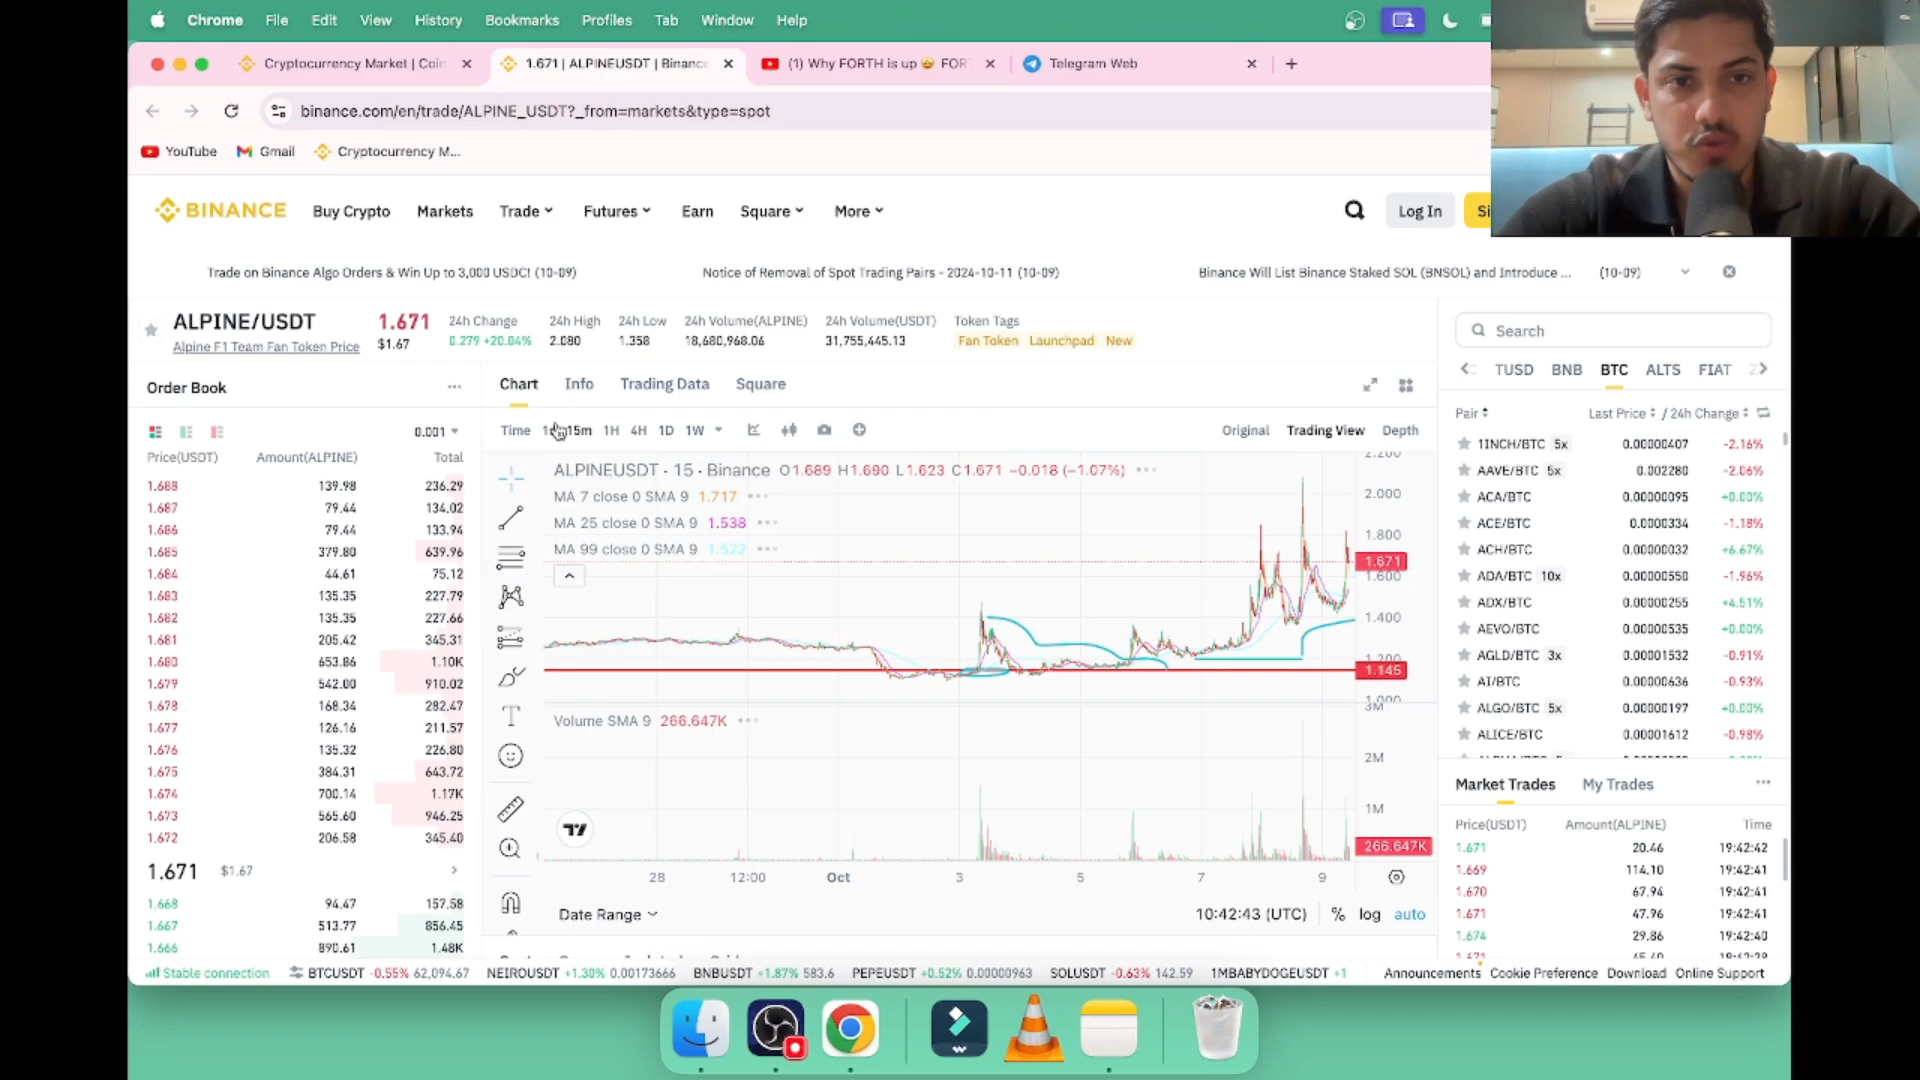 Chrome File Edit View History Bookmarks Profiles Tab Window Help
Cryptocurrency Market | Coin
1.671 | ALPINEUSDT | Binance
(1) Why FORTH is up 🤩 FOR
Telegram Web
binance.com/en/trade/ALPINE_USDT?_from=markets&type=spot
YouTube Gmail Cryptocurrency M...
BINANCE Buy Crypto Markets Trade Futures Earn Square More Log In
Trade on Binance Algo Orders & Win Up to 3,000 USDC! (10-09)
Notice of Removal of Spot Trading Pairs - 2024-10-11 (10-09)
Binance Will List Binance Staked SOL (BNSOL) and Introduce ... (10-09)
ALPINE/USDT
Alpine F1 Team Fan Token Price
1.671
$1.67
24h Change
0.279 +20.04%
24h High
2.080
24h Low
1.358
24h Volume(ALPINE)
18,680,968.06
24h Volume(USDT)
31,755,445.13
Token Tags
Fan Token Launchpad New
Order Book
0.001
Price(USDT) Amount(ALPINE) Total
1.688 139.98 236.29
1.687 79.44 134.02
1.686 79.44 133.94
1.685 379.80 639.96
1.684 44.61 75.12
1.683 135.35 227.79
1.682 135.35 227.66
1.681 205.42 345.31
1.680 653.86 1.10K
1.679 542.00 910.02
1.678 168.34 282.47
1.677 126.16 211.57
1.676 135.32 226.80
1.675 384.31 643.72
1.674 700.14 1.17K
1.673 565.60 946.25
1.672 206.58 345.40
1.671 $1.67
1.668 94.47 157.58
1.667 513.77 856.45
1.666 890.61 1.48K
Chart Info Trading Data Square
Time 15m 1H 4H 1D 1W
Original Trading View Depth
ALPINEUSDT · 15 · Binance O1.689 H1.690 L1.623 C1.671 −0.018 (−1.07%)
MA 7 close 0 SMA 9 1.717
MA 25 close 0 SMA 9 1.538
MA 99 close 0 SMA 9 1.522
2.200
2.000
1.800
1.671
1.600
1.400
1.200
1.145
1.000
Volume SMA 9 266.647K
3M
2M
1M
266.647K
28 12:00 Oct 3 5 7 9
Date Range
10:42:43 (UTC) % log auto
Search
TUSD BNB BTC ALTS FIAT
Pair Last Price / 24h Change
1INCH/BTC 5x 0.00000407 -2.16%
AAVE/BTC 5x 0.002280 -2.06%
ACA/BTC 0.00000095 +0.00%
ACE/BTC 0.0000334 -1.18%
ACH/BTC 0.00000032 +6.67%
ADA/BTC 10x 0.00000550 -1.96%
ADX/BTC 0.00000255 +4.51%
AEVO/BTC 0.00000535 +0.00%
AGLD/BTC 3x 0.00001532 -0.91%
AI/BTC 0.00000636 -0.93%
ALGO/BTC 5x 0.00000197 +0.00%
ALICE/BTC 0.00001612 -0.98%
Market Trades My Trades
Price(USDT) Amount(ALPINE) Time
1.671 20.46 19:42:42
1.669 114.10 19:42:41
1.670 67.94 19:42:41
1.671 47.96 19:42:41
1.674 29.86 19:42:40
Stable connection
BTCUSDT -0.55% 62,094.67
NEIROUSDT +1.30% 0.00173666
BNBUSDT +1.87% 583.6
PEPEUSDT +0.52% 0.00000963
SOLUSDT -0.63% 142.59
1MBABYDOGEUSDT +1
Announcements Cookie Preference Download Online Support